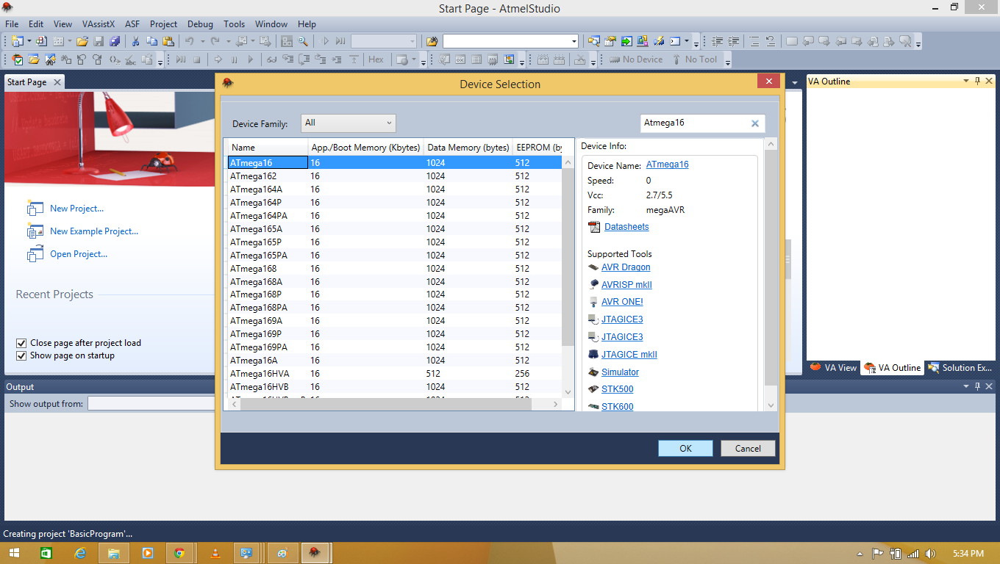 Start Page - AtmelStudio
File Edit View VAssistX ASF Project Debug Tools Window Help
Hex No Device No Tool
Start Page
Device Selection
VA Outline
Device Family: All Atmega16
Name App./Boot Memory (Kbytes) Data Memory (bytes) EEPROM (by
Device Info:
ATmega16 16 1024 512
ATmega162 16 1024 512
ATmega164A 16 1024 512
ATmega164P 16 1024 512
ATmega164PA 16 1024 512
ATmega165A 16 1024 512
ATmega165P 16 1024 512
ATmega165PA 16 1024 512
ATmega168 16 1024 512
ATmega168A 16 1024 512
ATmega168P 16 1024 512
ATmega168PA 16 1024 512
ATmega169A 16 1024 512
ATmega169P 16 1024 512
ATmega169PA 16 1024 512
ATmega16A 16 1024 512
ATmega16HVA 16 512 256
ATmega16HVB 16 1024 512
Device Name: ATmega16
Speed: 0
Vcc: 2.7/5.5
Family: megaAVR
Datasheets
Supported Tools
AVR Dragon
AVRISP mkII
AVR ONE!
JTAGICE3
JTAGICE3
JTAGICE mkII
Simulator
STK500
STK600
OK Cancel
New Project...
New Example Project...
Open Project...
Recent Projects
Close page after project load
Show page on startup
VA View VA Outline Solution Ex...
Output
Show output from:
Creating project 'BasicProgram'...
5:34 PM